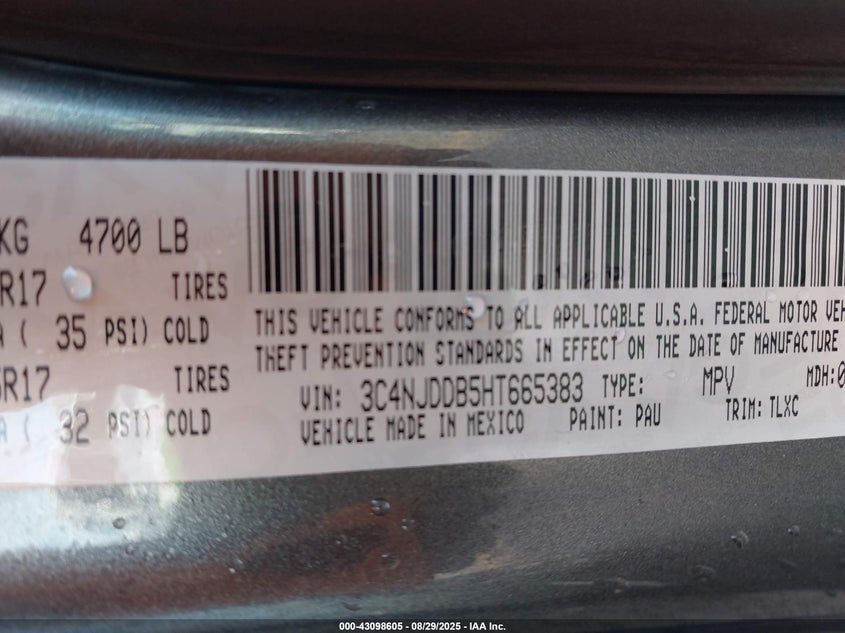 KG 4700 LB
R17 TIRES
( 35 PSI) COLD
R17 TIRES
( 32 PSI) COLD
THIS VEHICLE CONFORMS TO ALL APPLICABLE U.S.A. FEDERAL MOTOR VEH
THEFT PREVENTION STANDARDS IN EFFECT ON THE DATE OF MANUFACTURE
VIN: 3C4NJDDB5HT665383 TYPE: MPV MDH:0
VEHICLE MADE IN MEXICO PAINT: PAU TRIM: TLXC
000-43098605 - 08/29/2025 - IAA Inc.